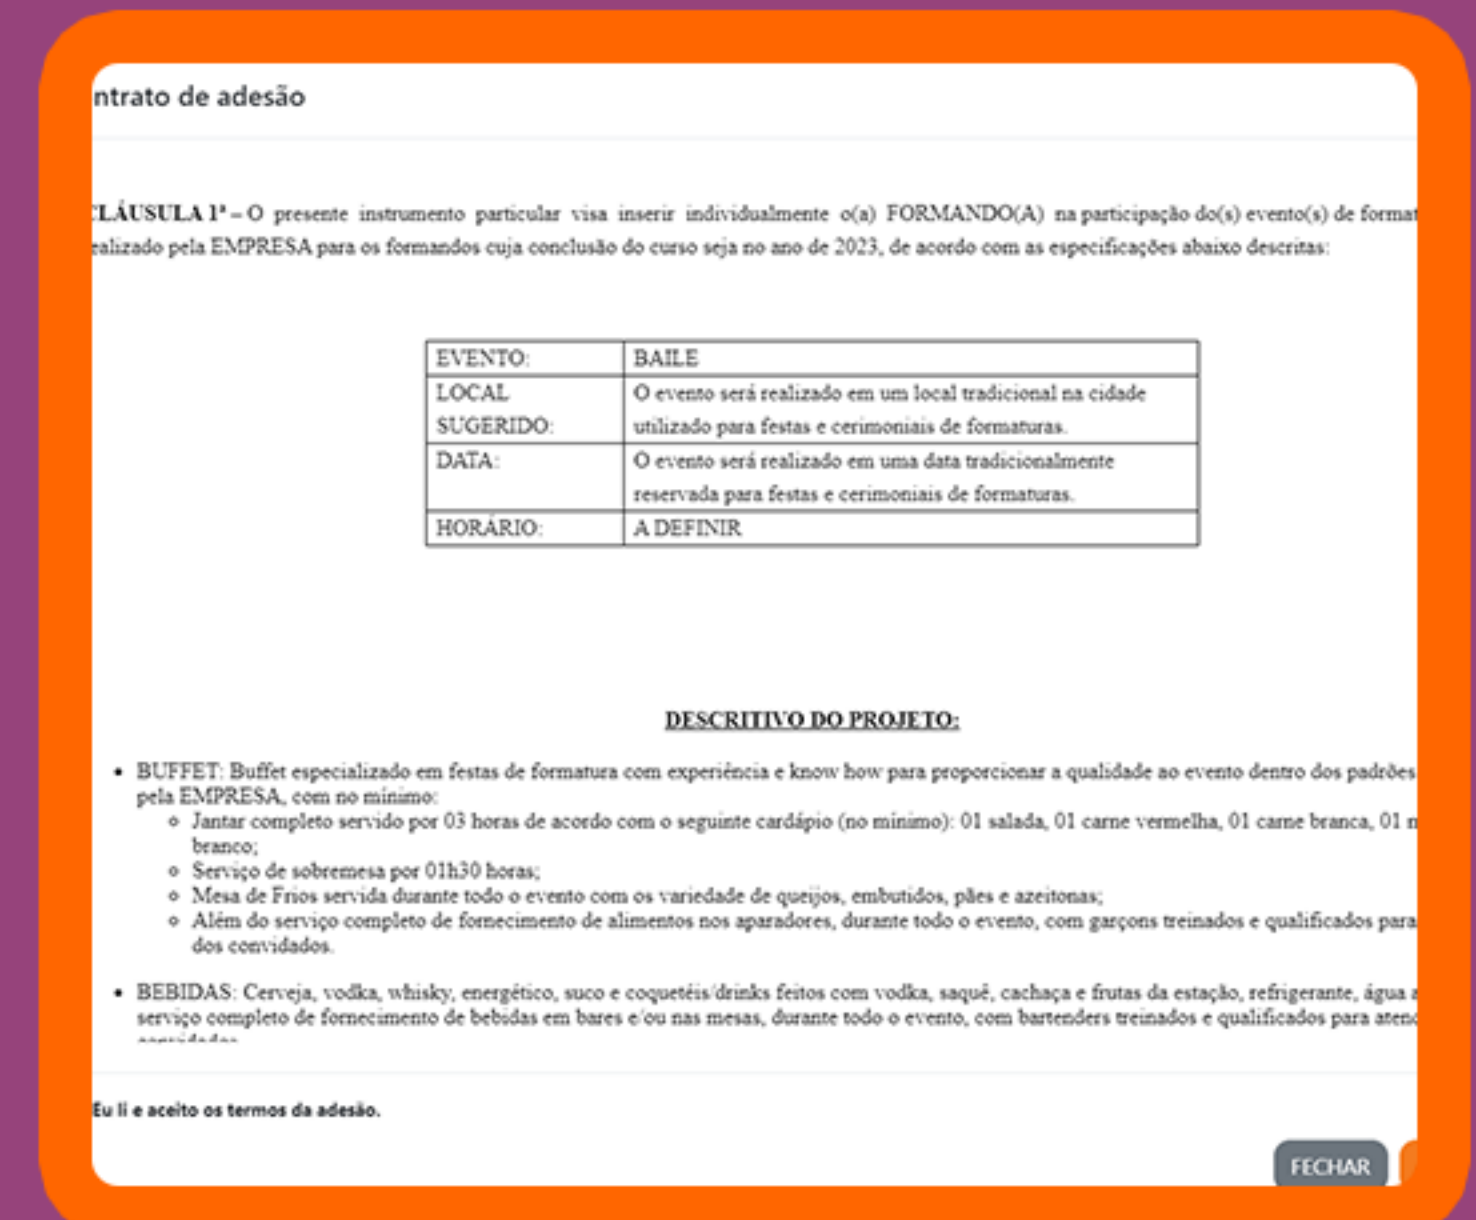 ntrato de adesão
LÁUSULA 1ª – O presente instrumento particular visa inserir individualmente o(a) FORMANDO(A) na participação do(s) evento(s) de format
ealizado pela EMPRESA para os formandos cuja conclusão do curso seja no ano de 2023, de acordo com as especificações abaixo descritas:
EVENTO: BAILE
LOCAL O evento será realizado em um local tradicional na cidade
SUGERIDO: utilizado para festas e cerimoniais de formaturas.
DATA: O evento será realizado em uma data tradicionalmente
reservada para festas e cerimoniais de formaturas.
HORÁRIO: A DEFINIR
DESCRITIVO DO PROJETO:
• BUFFET: Buffet especializado em festas de formatura com experiência e know how para proporcionar a qualidade ao evento dentro dos padrões
pela EMPRESA, com no mínimo:
◦ Jantar completo servido por 03 horas de acordo com o seguinte cardápio (no mínimo): 01 salada, 01 carne vermelha, 01 carne branca, 01
branco;
◦ Serviço de sobremesa por 01h30 horas;
◦ Mesa de Frios servida durante todo o evento com os variedade de queijos, embutidos, pães e azeitonas;
◦ Além do serviço completo de fornecimento de alimentos nos aparadores, durante todo o evento, com garçons treinados e qualificados para
dos convidados.
• BEBIDAS: Cerveja, vodka, whisky, energético, suco e coquetéis/drinks feitos com vodka, saquê, cachaça e frutas da estação, refrigerante, água
serviço completo de fornecimento de bebidas em bares e/ou nas mesas, durante todo o evento, com bartenders treinados e qualificados para atend
Eu li e aceito os termos da adesão.
FECHAR